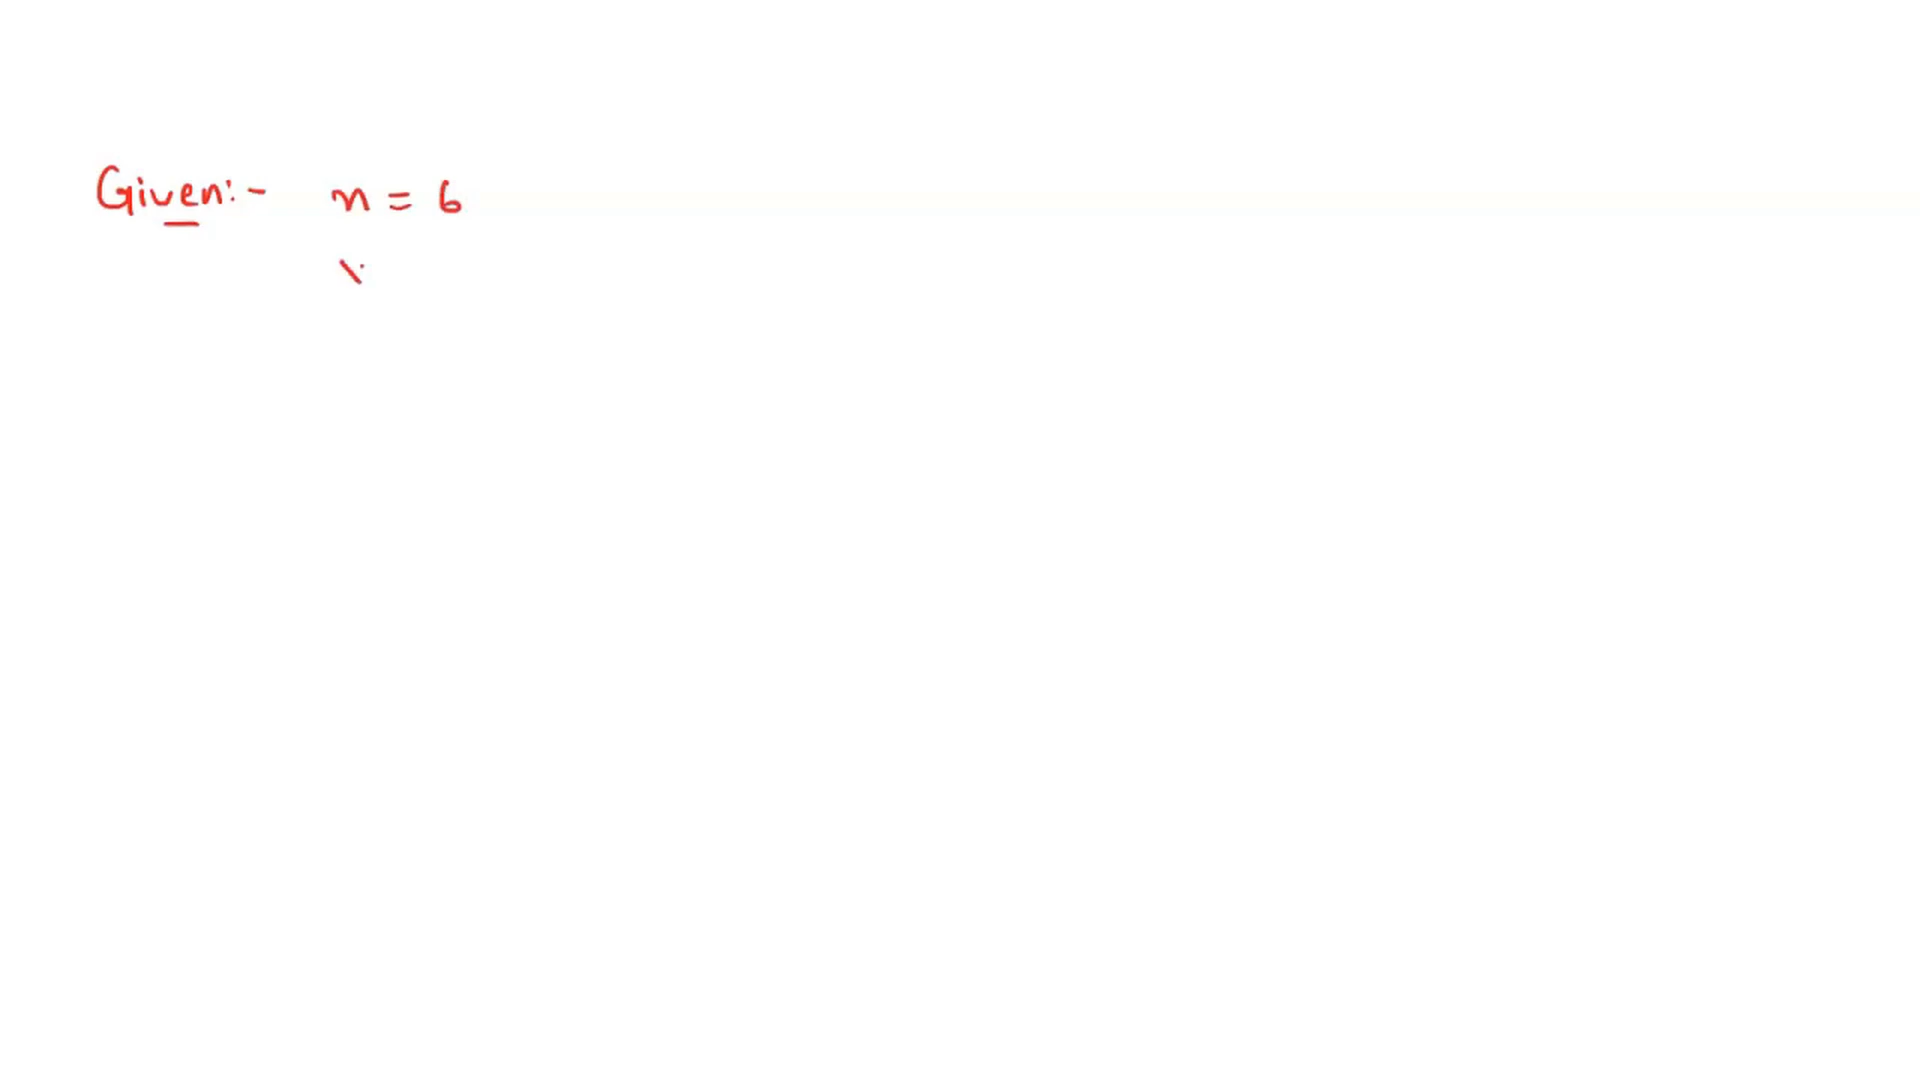 Given:- n = 6